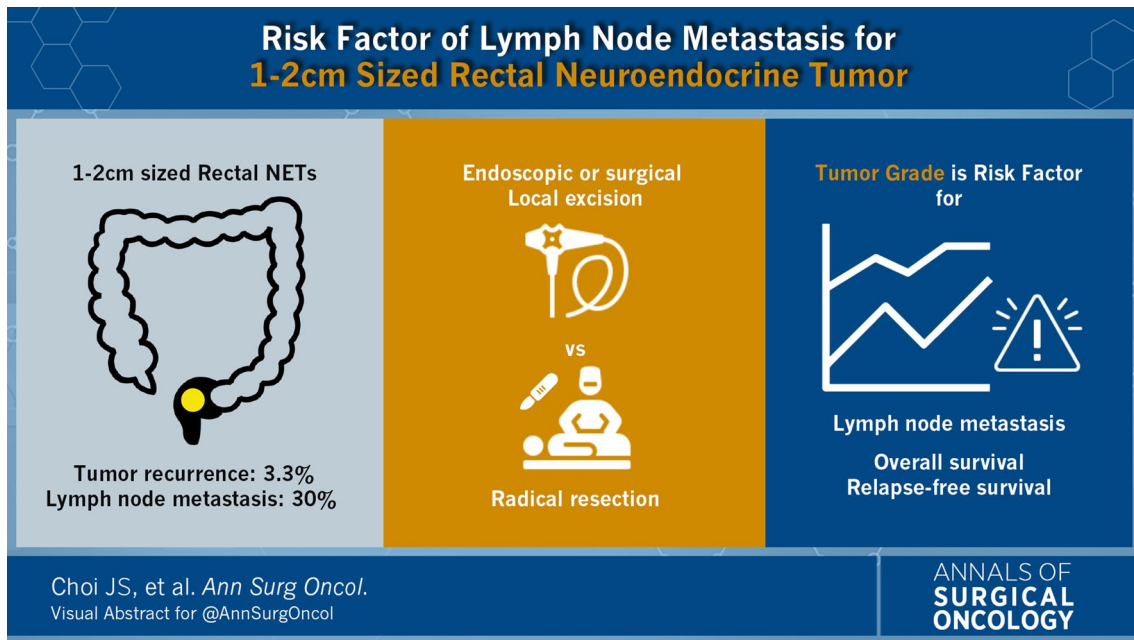 Risk Factor of Lymph Node Metastasis for
1-2cm Sized Rectal Neuroendocrine Tumor
1-2cm sized Rectal NETs
Tumor recurrence: 3.3%
Lymph node metastasis: 30%
Endoscopic or surgical
Local excision
vs
Radical resection
Tumor Grade is Risk Factor
for
Lymph node metastasis
Overall survival
Relapse-free survival
Choi JS, et al. Ann Surg Oncol.
Visual Abstract for @AnnSurgOncol
ANNALS OF
SURGICAL
ONCOLOGY